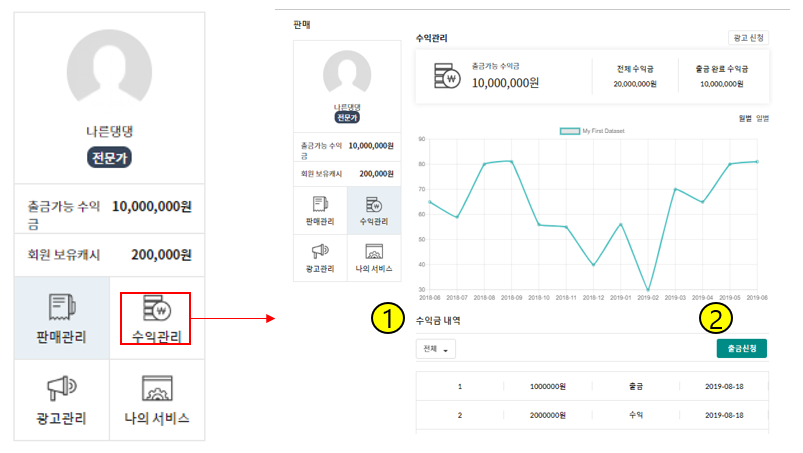 나른댕댕
전문가
출금가능 수익
금
10,000,000원
회원 보유캐시 200,000원
판매관리 수익관리
광고관리 나의 서비스
판매
나른댕댕
전문가
출금가능 수익
금
10,000,000원
회원 보유캐시 200,000원
판매관리 수익관리
광고관리 나의 서비스
수익관리 광고 신청
출금가능 수익금
10,000,000원
전체 수익금
20,000,000원
출금 완료 수익금
10,000,000원
월별 일별
My First Dataset
90
80
70
60
50
40
30
2018-06 2018-07 2018-08 2018-09 2018-10 2018-11 2018-12 2019-01 2019-02 2019-03 2019-04 2019-05 2019-06
1
2
수익금 내역
전체
출금신청
1 1000000원 출금 2019-08-18
2 2000000원 수익 2019-08-18